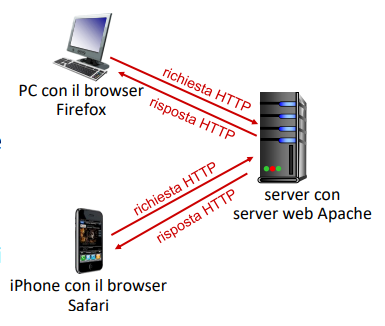 richiesta HTTP
risposta HTTP
PC con il browser
Firefox
server con
server web Apache
richiesta HTTP
risposta HTTP
iPhone con il browser
Safari
e
i